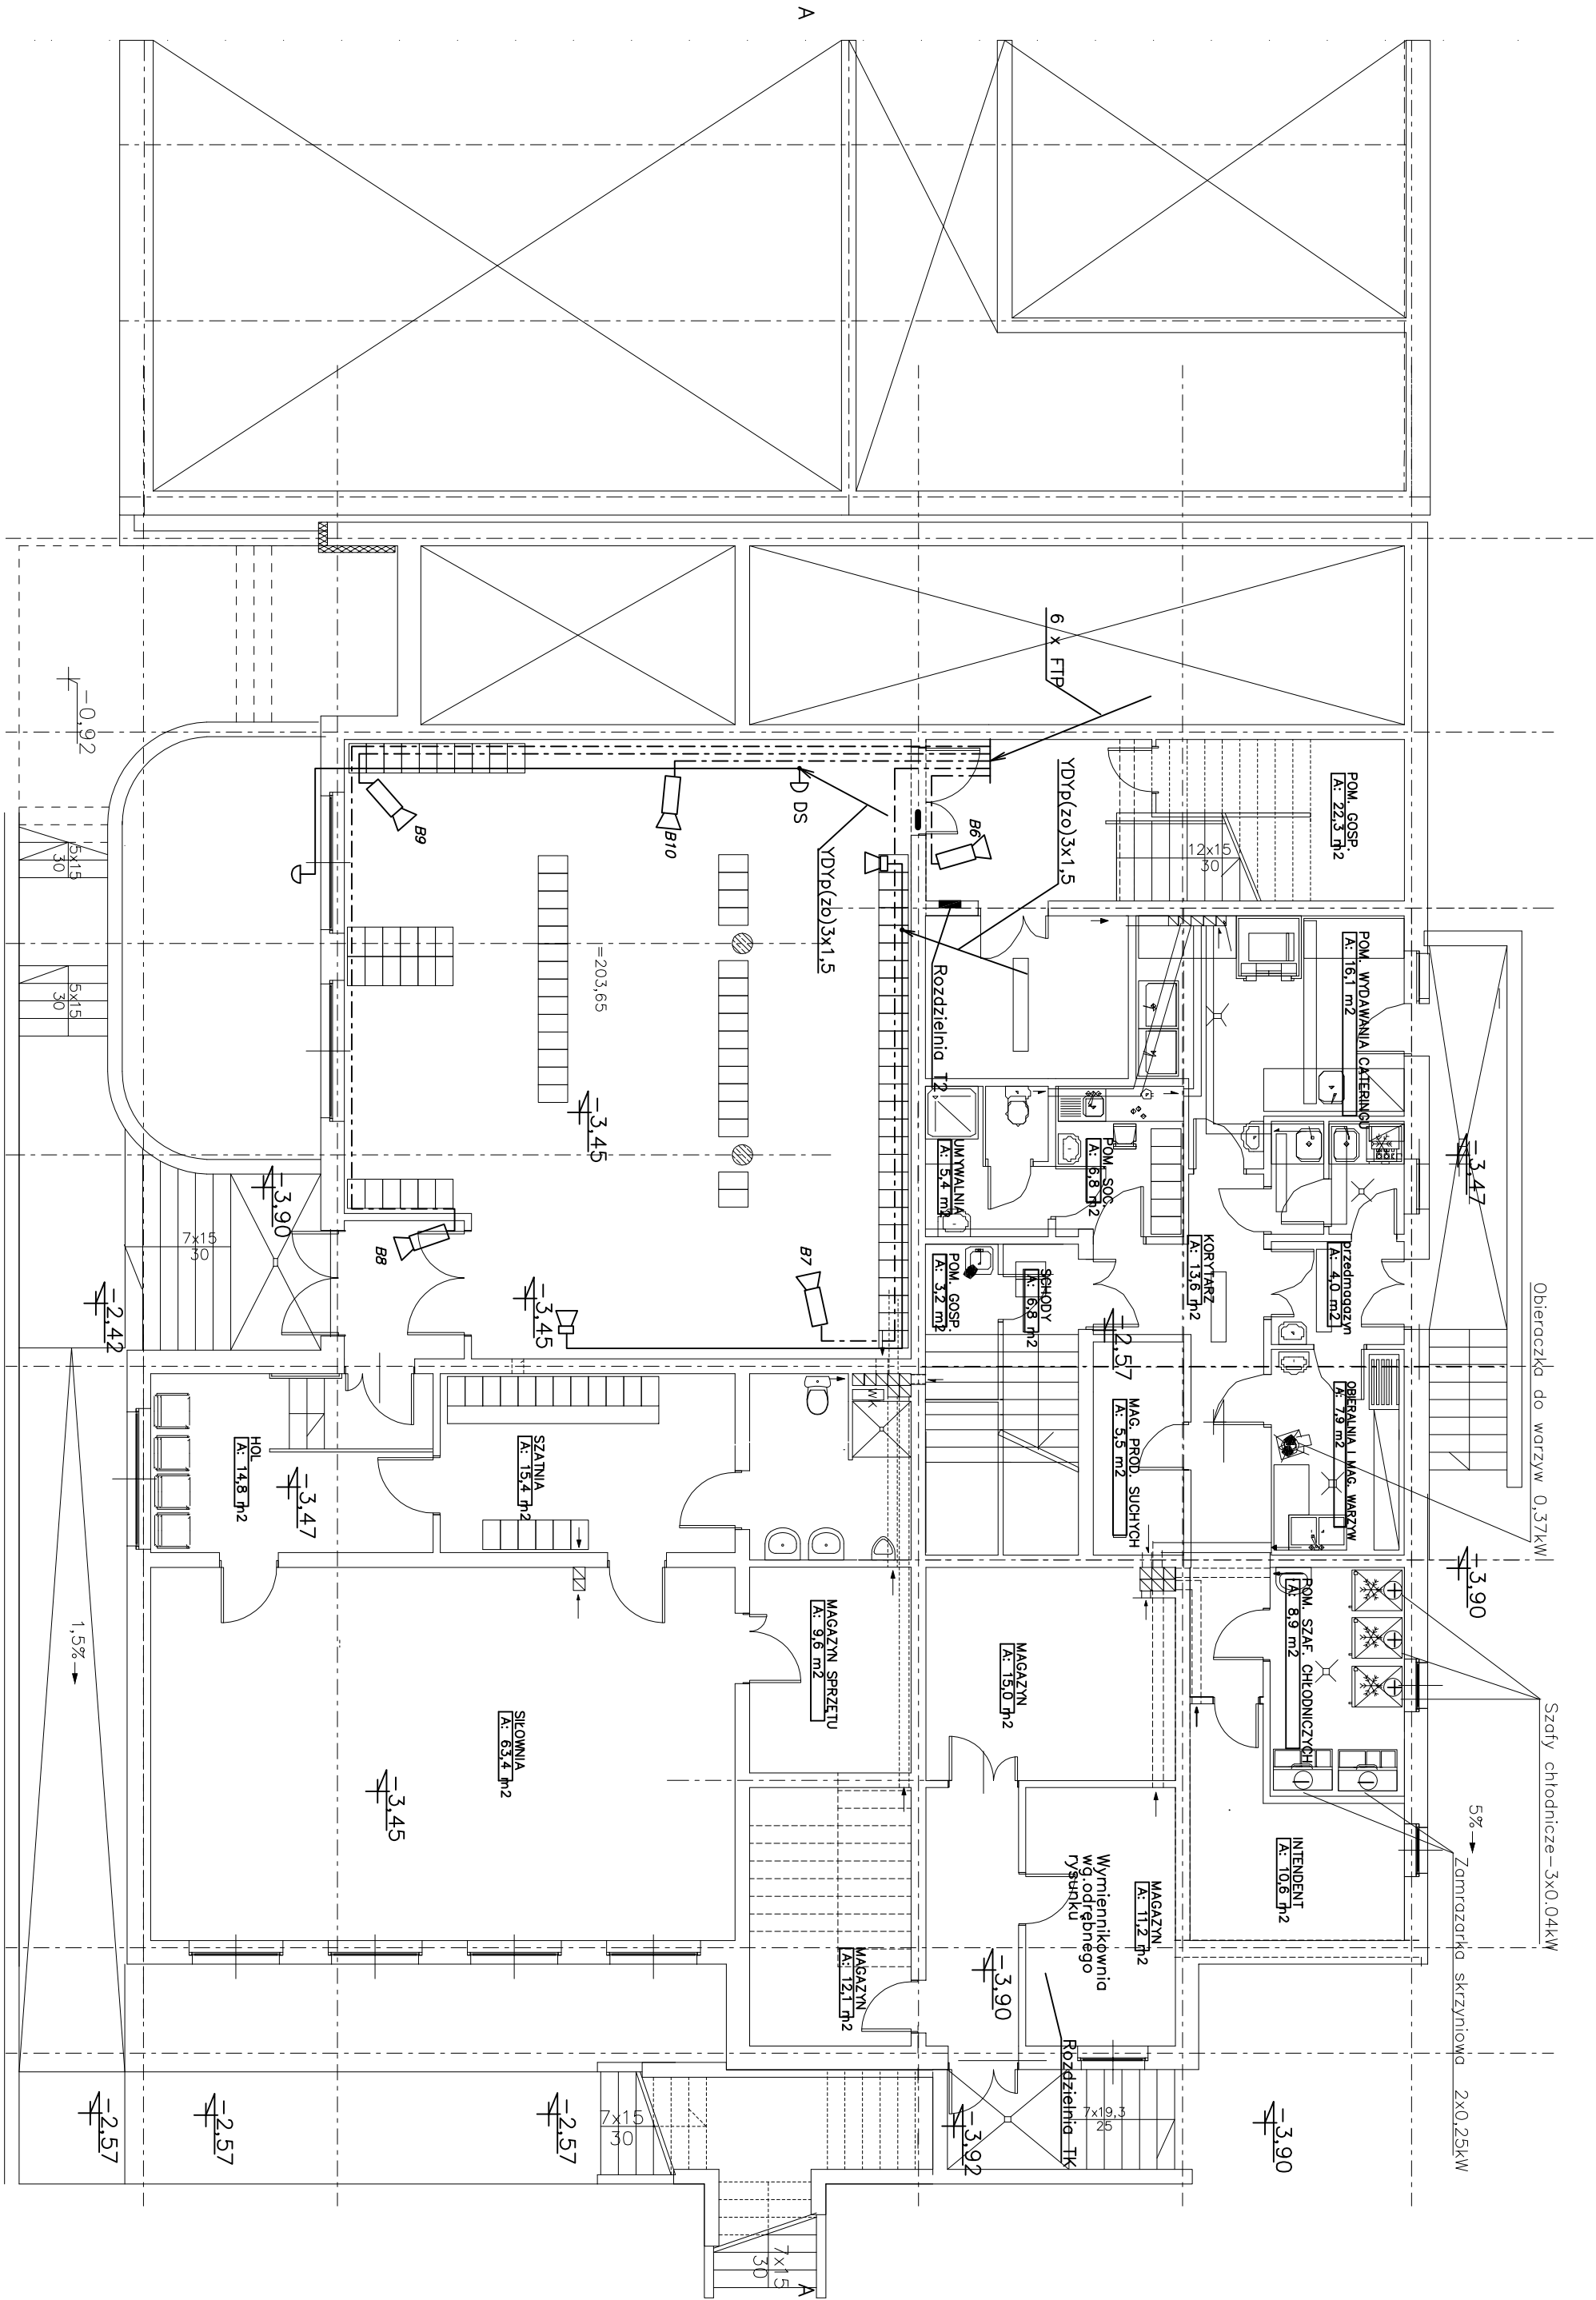 A
6 x FTP
YDYp(zo)3x1,5
YDYp(zo)3x1,5
DS
B6
B7
B8
B9
B10
Rozdzielnia T2
Rozdzielnia TK
POM. GOSP.
A: 22,3 m2
12x15
30
POM. WYDAWANIA CATERINGU
A: 16,1 m2
UMYWALNIA
A: 5,4 m2
POM. SOC.
A: 6,8 m2
KORYTARZ
A: 13,6 m2
przedmagazyn
A: 4,0 m2
POM. GOSP.
A: 3,2 m2
SCHODY
A: 6,8 m2
MAG. PROD. SUCHYCH
A: 5,5 m2
OBIERALNIA I MAG. WARZYW
A: 7,9 m2
POM. SZAF. CHŁODNICZYCH
A: 8,9 m2
INTENDENT
A: 10,6 m2
MAGAZYN
A: 15,0 m2
MAGAZYN
A: 11,2 m2
Wymiennikownia
wg.odrębnego
rysunku
MAGAZYN
A: 12,1 m2
MAGAZYN SPRZĘTU
A: 9,6 m2
SZATNIA
A: 15,4 m2
HOL
A: 14,8 m2
SIŁOWNIA
A: 63,4 m2
WK
=203,65
-0,92
-3,45
-3,45
-3,45
-3,90
-2,42
-3,47
-3,47
-2,57
-3,90
-3,90
-3,90
-3,92
-2,57
-2,57
-2,57
5x15
30
5x15
30
7x15
30
7x15
30
7x15
30
7x19,3
25
1,5%
5%
Obieraczka do warzyw 0,37kW
Szafy chłodnicze-3x0.04kW
Zamrażarka skrzyniowa 2x0,25kW
A